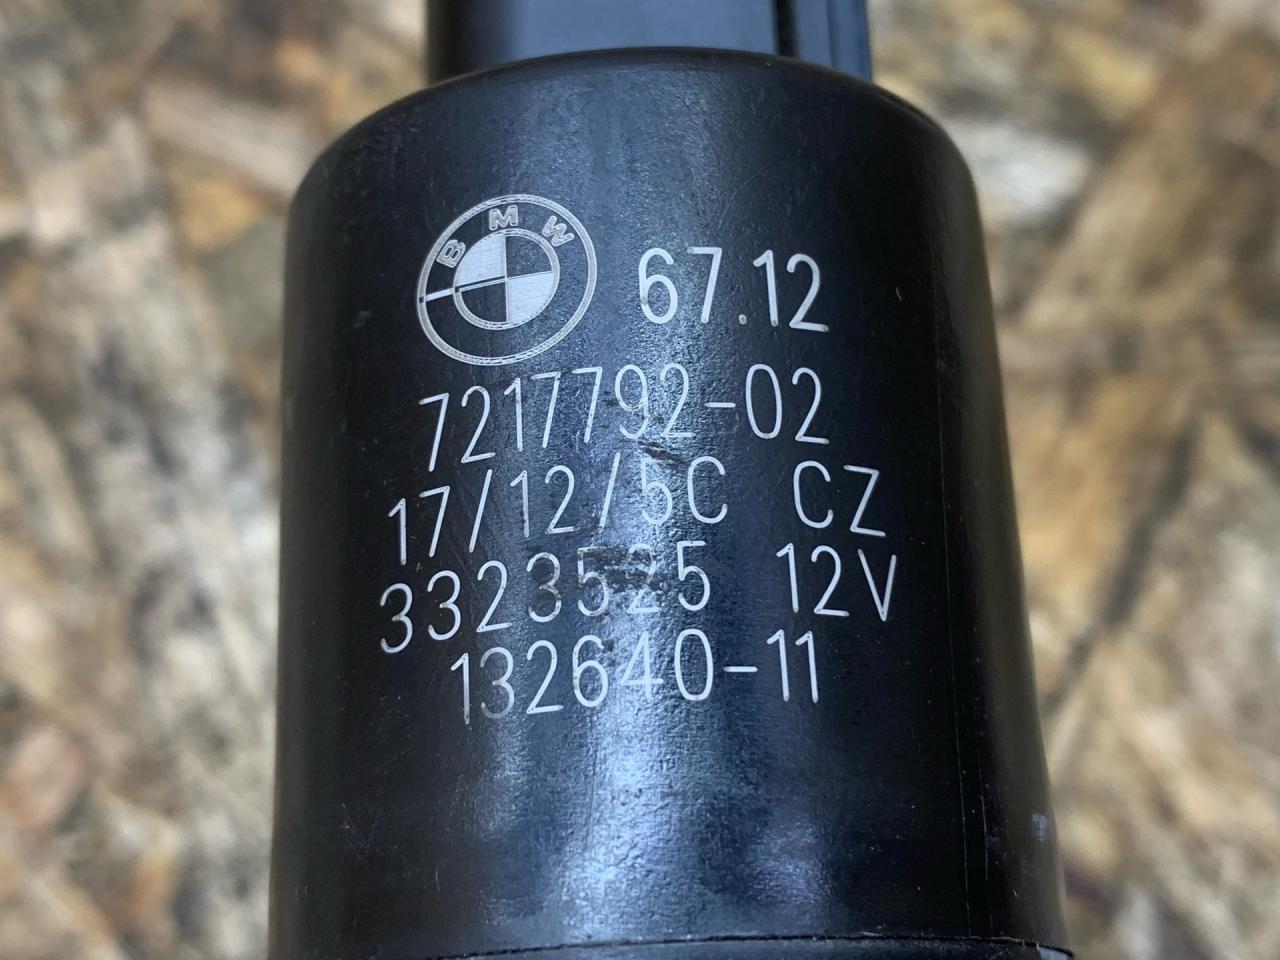 BMW 67.12
7217792-02
17/12/5C CZ
3323525 12V
132640-11